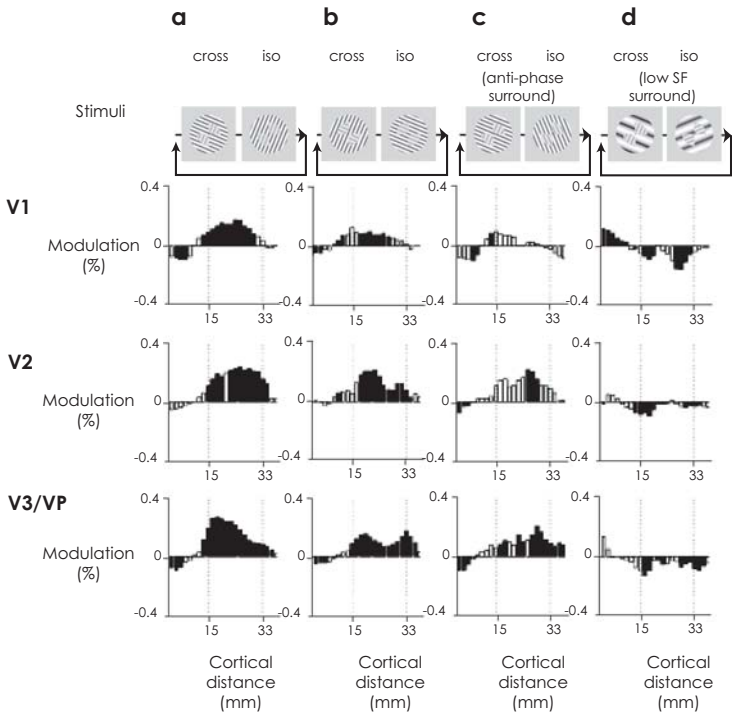 a b c d
cross iso cross iso cross iso cross iso
(anti-phase surround) (low SF surround)
Stimuli
V1
0.4 0.4 0.4 0.4
Modulation (%)
0 0 0 0
-0.4 -0.4 -0.4 -0.4
15 33 15 33 15 33 15 33
V2
0.4 0.4 0.4 0.4
Modulation (%)
0 0 0 0
-0.4 -0.4 -0.4 -0.4
15 33 15 33 15 33 15 33
V3/VP
0.4 0.4 0.4 0.4
Modulation (%)
0 0 0 0
-0.4 -0.4 -0.4 -0.4
15 33 15 33 15 33 15 33
Cortical Cortical Cortical Cortical
distance distance distance distance
(mm) (mm) (mm) (mm)